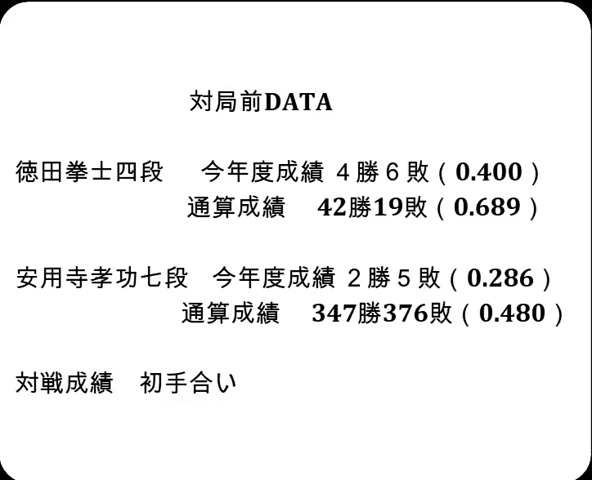 対局前DATA
徳田拳士四段　今年度成績 ４勝６敗（0.400）
通算成績　42勝19敗（0.689）
安用寺孝功七段　今年度成績 ２勝５敗（0.286）
通算成績　347勝376敗（0.480）
対戦成績　初手合い